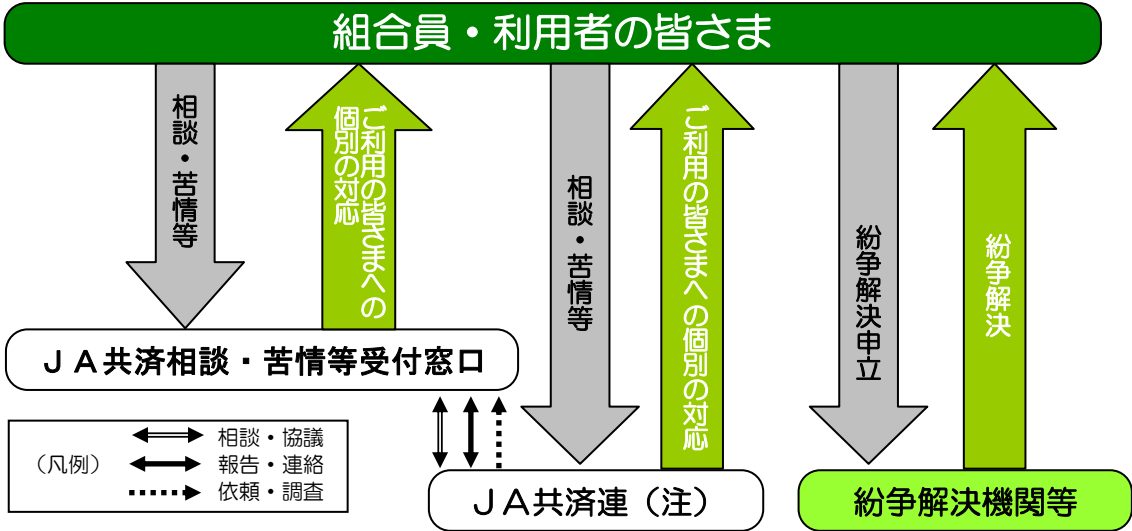 組合員・利用者の皆さま
相談・苦情等
ご利用の皆さまへの
個別の対応
相談・苦情等
ご利用の皆さまへの個別の対応
紛争解決申立
紛争解決
ＪＡ共済相談・苦情等受付窓口
（凡例）
相談・協議
報告・連絡
依頼・調査
ＪＡ共済連（注）
紛争解決機関等